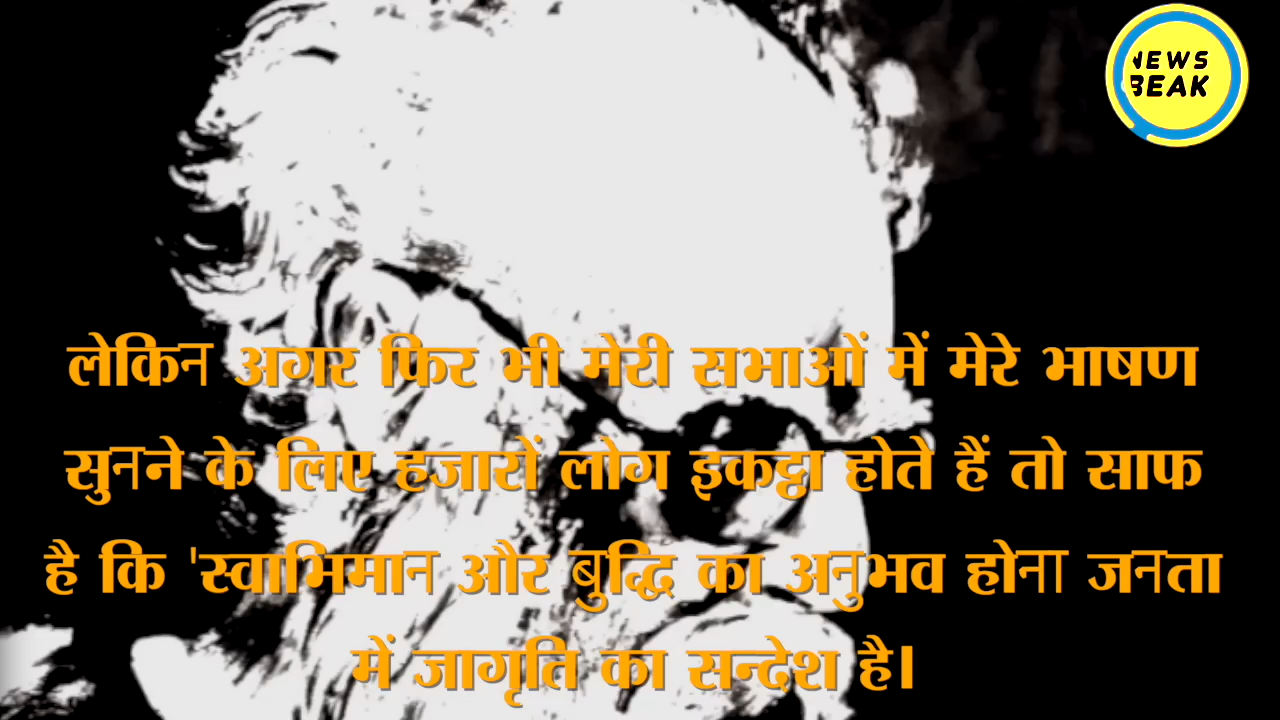 NEWS
BEAK
लेकिन अगर फिर भी मेरी सभाओं में मेरे भाषण
सुनने के लिए हजारों लोग इकट्ठा होते हैं तो साफ
है कि 'स्वाभिमान और बुद्धि का अनुभव होना जनता
में जागृति का सन्देश है।